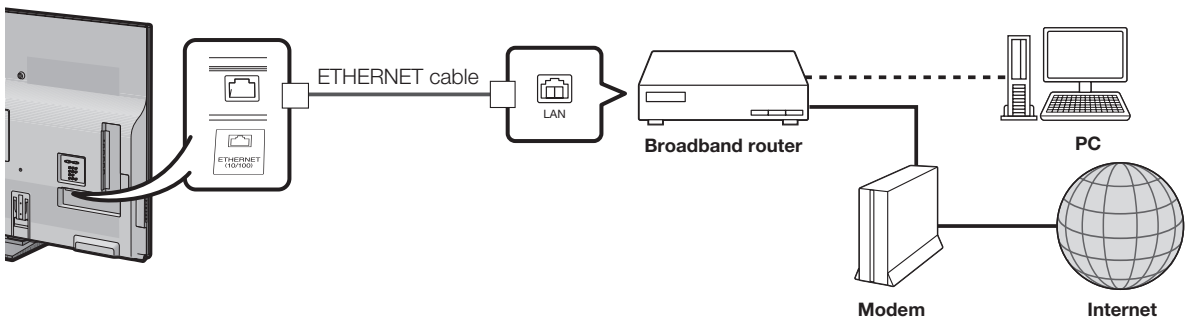 ETHERNET cable
ETHERNET
(10/100)
LAN
Broadband router
PC
Modem
Internet